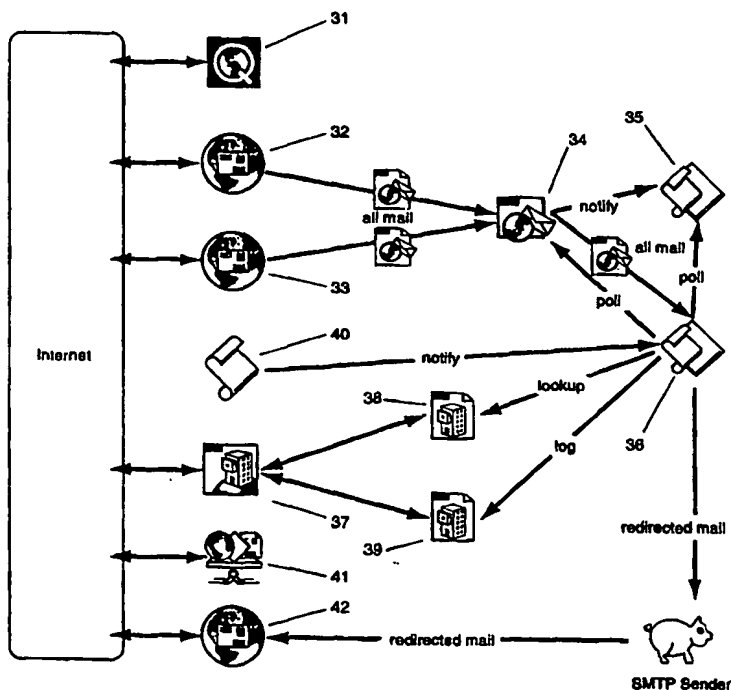 31
32
35
34
notify
all mail
all mail
33
poll
poll
40
Internet
notify
38
lookup
36
log
37
redirected mail
39
41
42
redirected mail
SMTP Sender